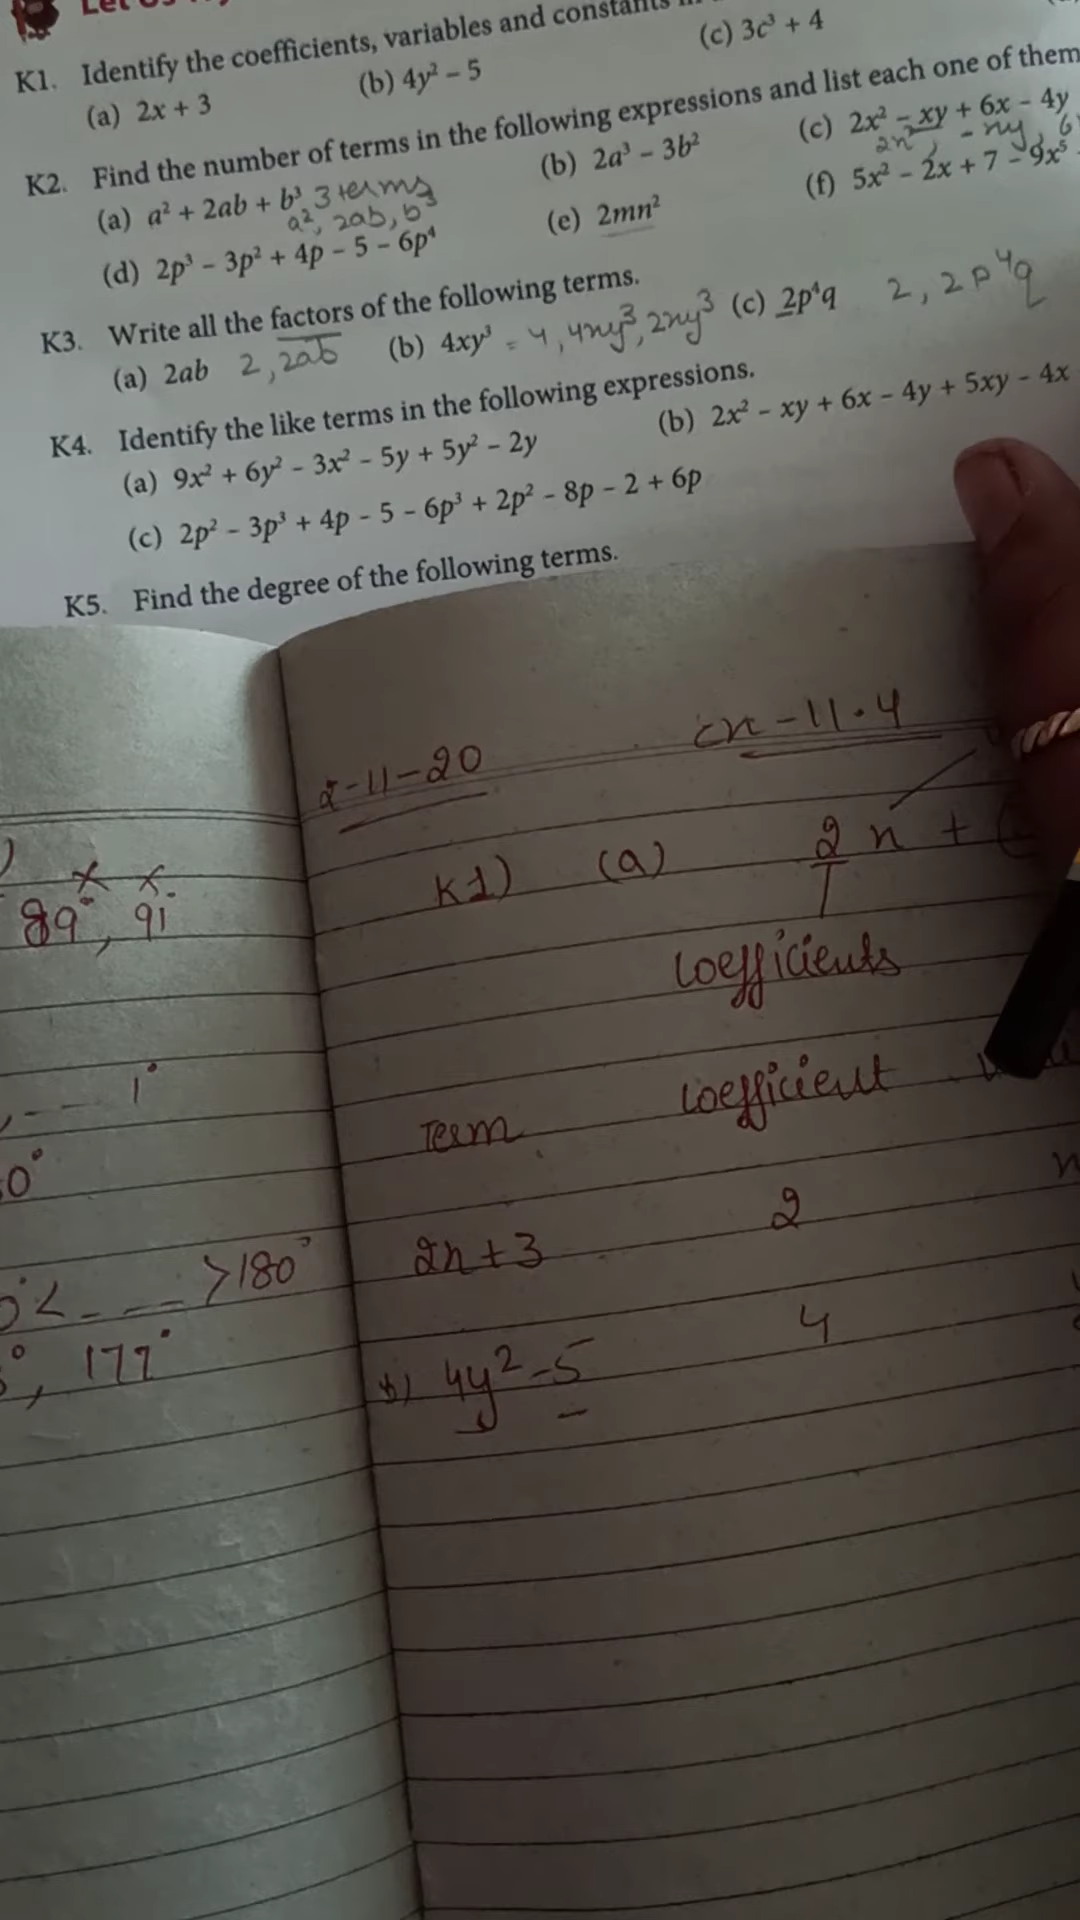 K1. Identify the coefficients, variables and constants
(a) 2x + 3 (b) 4y² – 5 (c) 3c³ + 4
K2. Find the number of terms in the following expressions and list each one of them
(a) a² + 2ab + b³ 3 terms (b) 2a³ – 3b² (c) 2x² – xy + 6x – 4y
a², 2ab, b³
(d) 2p³ – 3p² + 4p – 5 – 6p⁴ (e) 2mn² (f) 5x² – 2x + 7 – 9x⁵
K3. Write all the factors of the following terms.
(a) 2ab 2, 2ab (b) 4xy³ = 4, 4xy³, 2xy³ (c) 2p⁴q 2, 2p⁴q
K4. Identify the like terms in the following expressions.
(a) 9x² + 6y² – 3x² – 5y + 5y² – 2y (b) 2x² – xy + 6x – 4y + 5xy – 4x
(c) 2p² – 3p³ + 4p – 5 – 6p³ + 2p² – 8p – 2 + 6p
K5. Find the degree of the following terms.
89°, 91
1°
>180°
177°
2-11-20 Ex - 11.4
K1) (a) 2x +
Coefficients
Term Coefficient
2x + 3 2 x
b) 4y² - 5 4